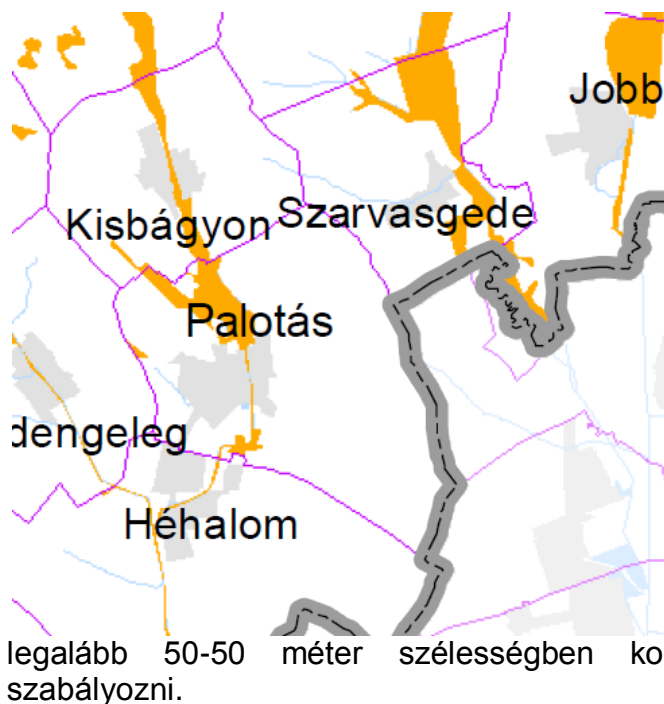 Jobb
Kisbágyon
Szarvasgede
Palotás
dengeleg
Héhalom
legalább 50-50 méter szélességben ko
szabályozni.